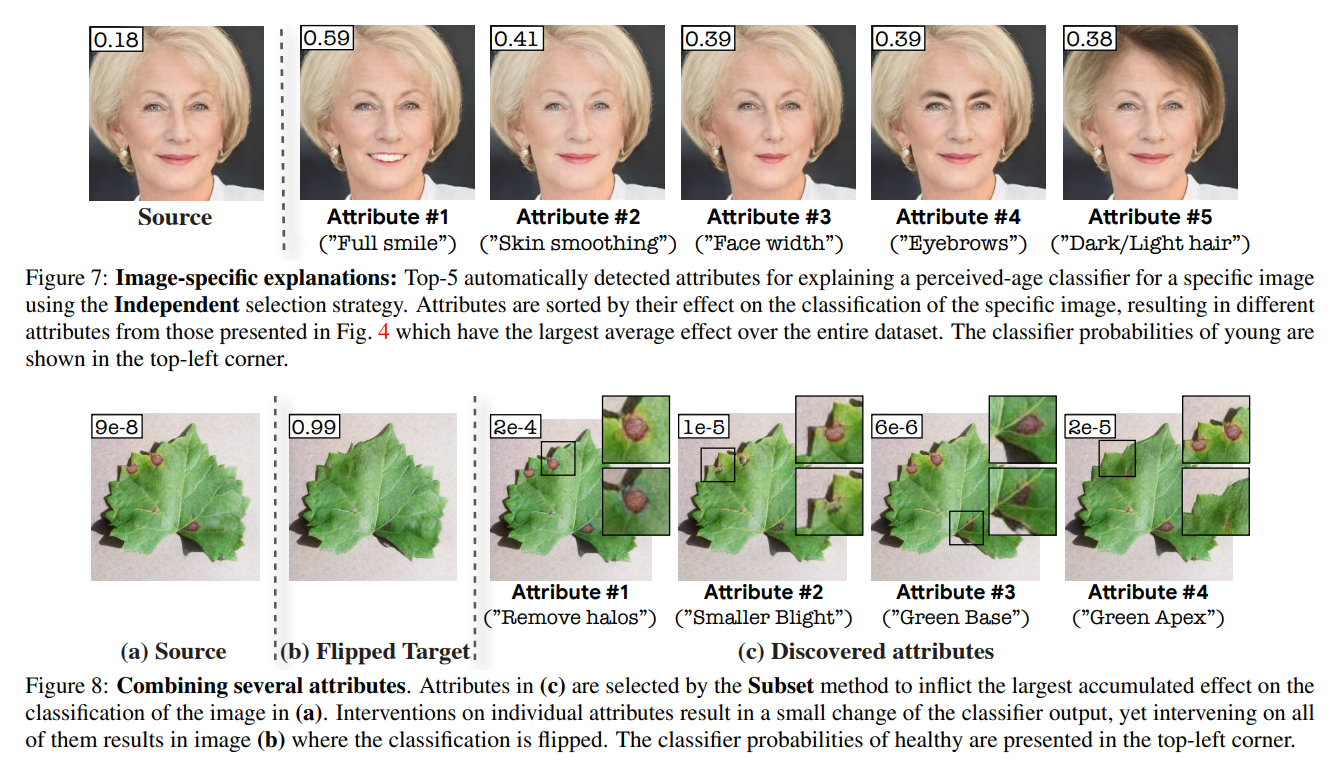 0.18 0.59 0.41 0.39 0.39 0.38
Source Attribute #1 Attribute #2 Attribute #3 Attribute #4 Attribute #5
("Full smile") ("Skin smoothing") ("Face width") ("Eyebrows") ("Dark/Light hair")
Figure 7: Image-specific explanations: Top-5 automatically detected attributes for explaining a perceived-age classifier for a specific image
using the Independent selection strategy. Attributes are sorted by their effect on the classification of the specific image, resulting in different
attributes from those presented in Fig. 4 which have the largest average effect over the entire dataset. The classifier probabilities of young are
shown in the top-left corner.
9e-8 0.99 2e-4 1e-5 6e-6 2e-5
Attribute #1 Attribute #2 Attribute #3 Attribute #4
("Remove halos") ("Smaller Blight") ("Green Base") ("Green Apex")
(a) Source (b) Flipped Target (c) Discovered attributes
Figure 8: Combining several attributes. Attributes in (c) are selected by the Subset method to inflict the largest accumulated effect on the
classification of the image in (a). Interventions on individual attributes result in a small change of the classifier output, yet intervening on all
of them results in image (b) where the classification is flipped. The classifier probabilities of healthy are presented in the top-left corner.